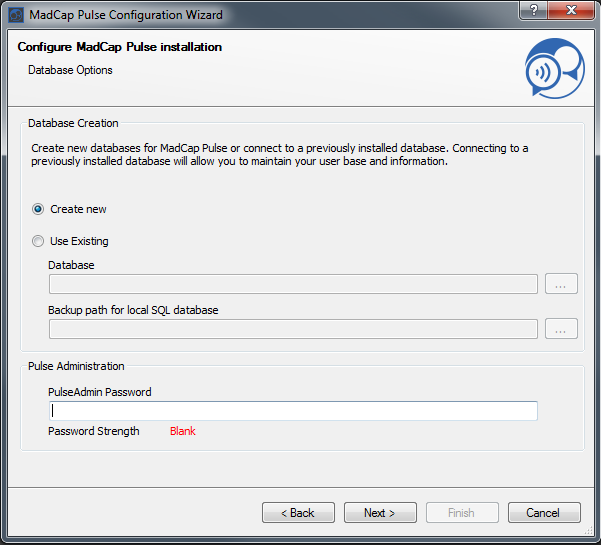 MadCap Pulse Configuration Wizard
?
Configure MadCap Pulse installation
Database Options
Database Creation
Create new databases for MadCap Pulse or connect to a previously installed database. Connecting to a
previously installed database will allow you to maintain your user base and information.
Create new
Use Existing
Database
...
Backup path for local SQL database
...
Pulse Administration
PulseAdmin Password
Password Strength Blank
< Back Next > Finish Cancel